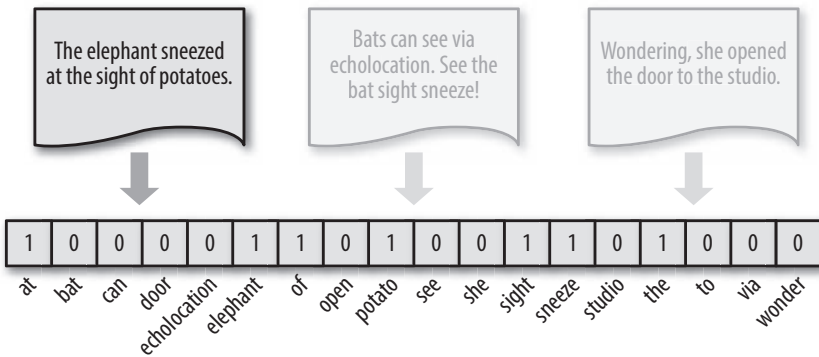 The elephant sneezed
at the sight of potatoes.
Bats can see via
echolocation. See the
bat sight sneeze!
Wondering, she opened
the door to the studio.
1 0 0 0 0 1 1 0 1 0 0 1 1 0 1 0 0 0
at bat can door echolocation elephant of open potato see she sight sneeze studio the to via wonder